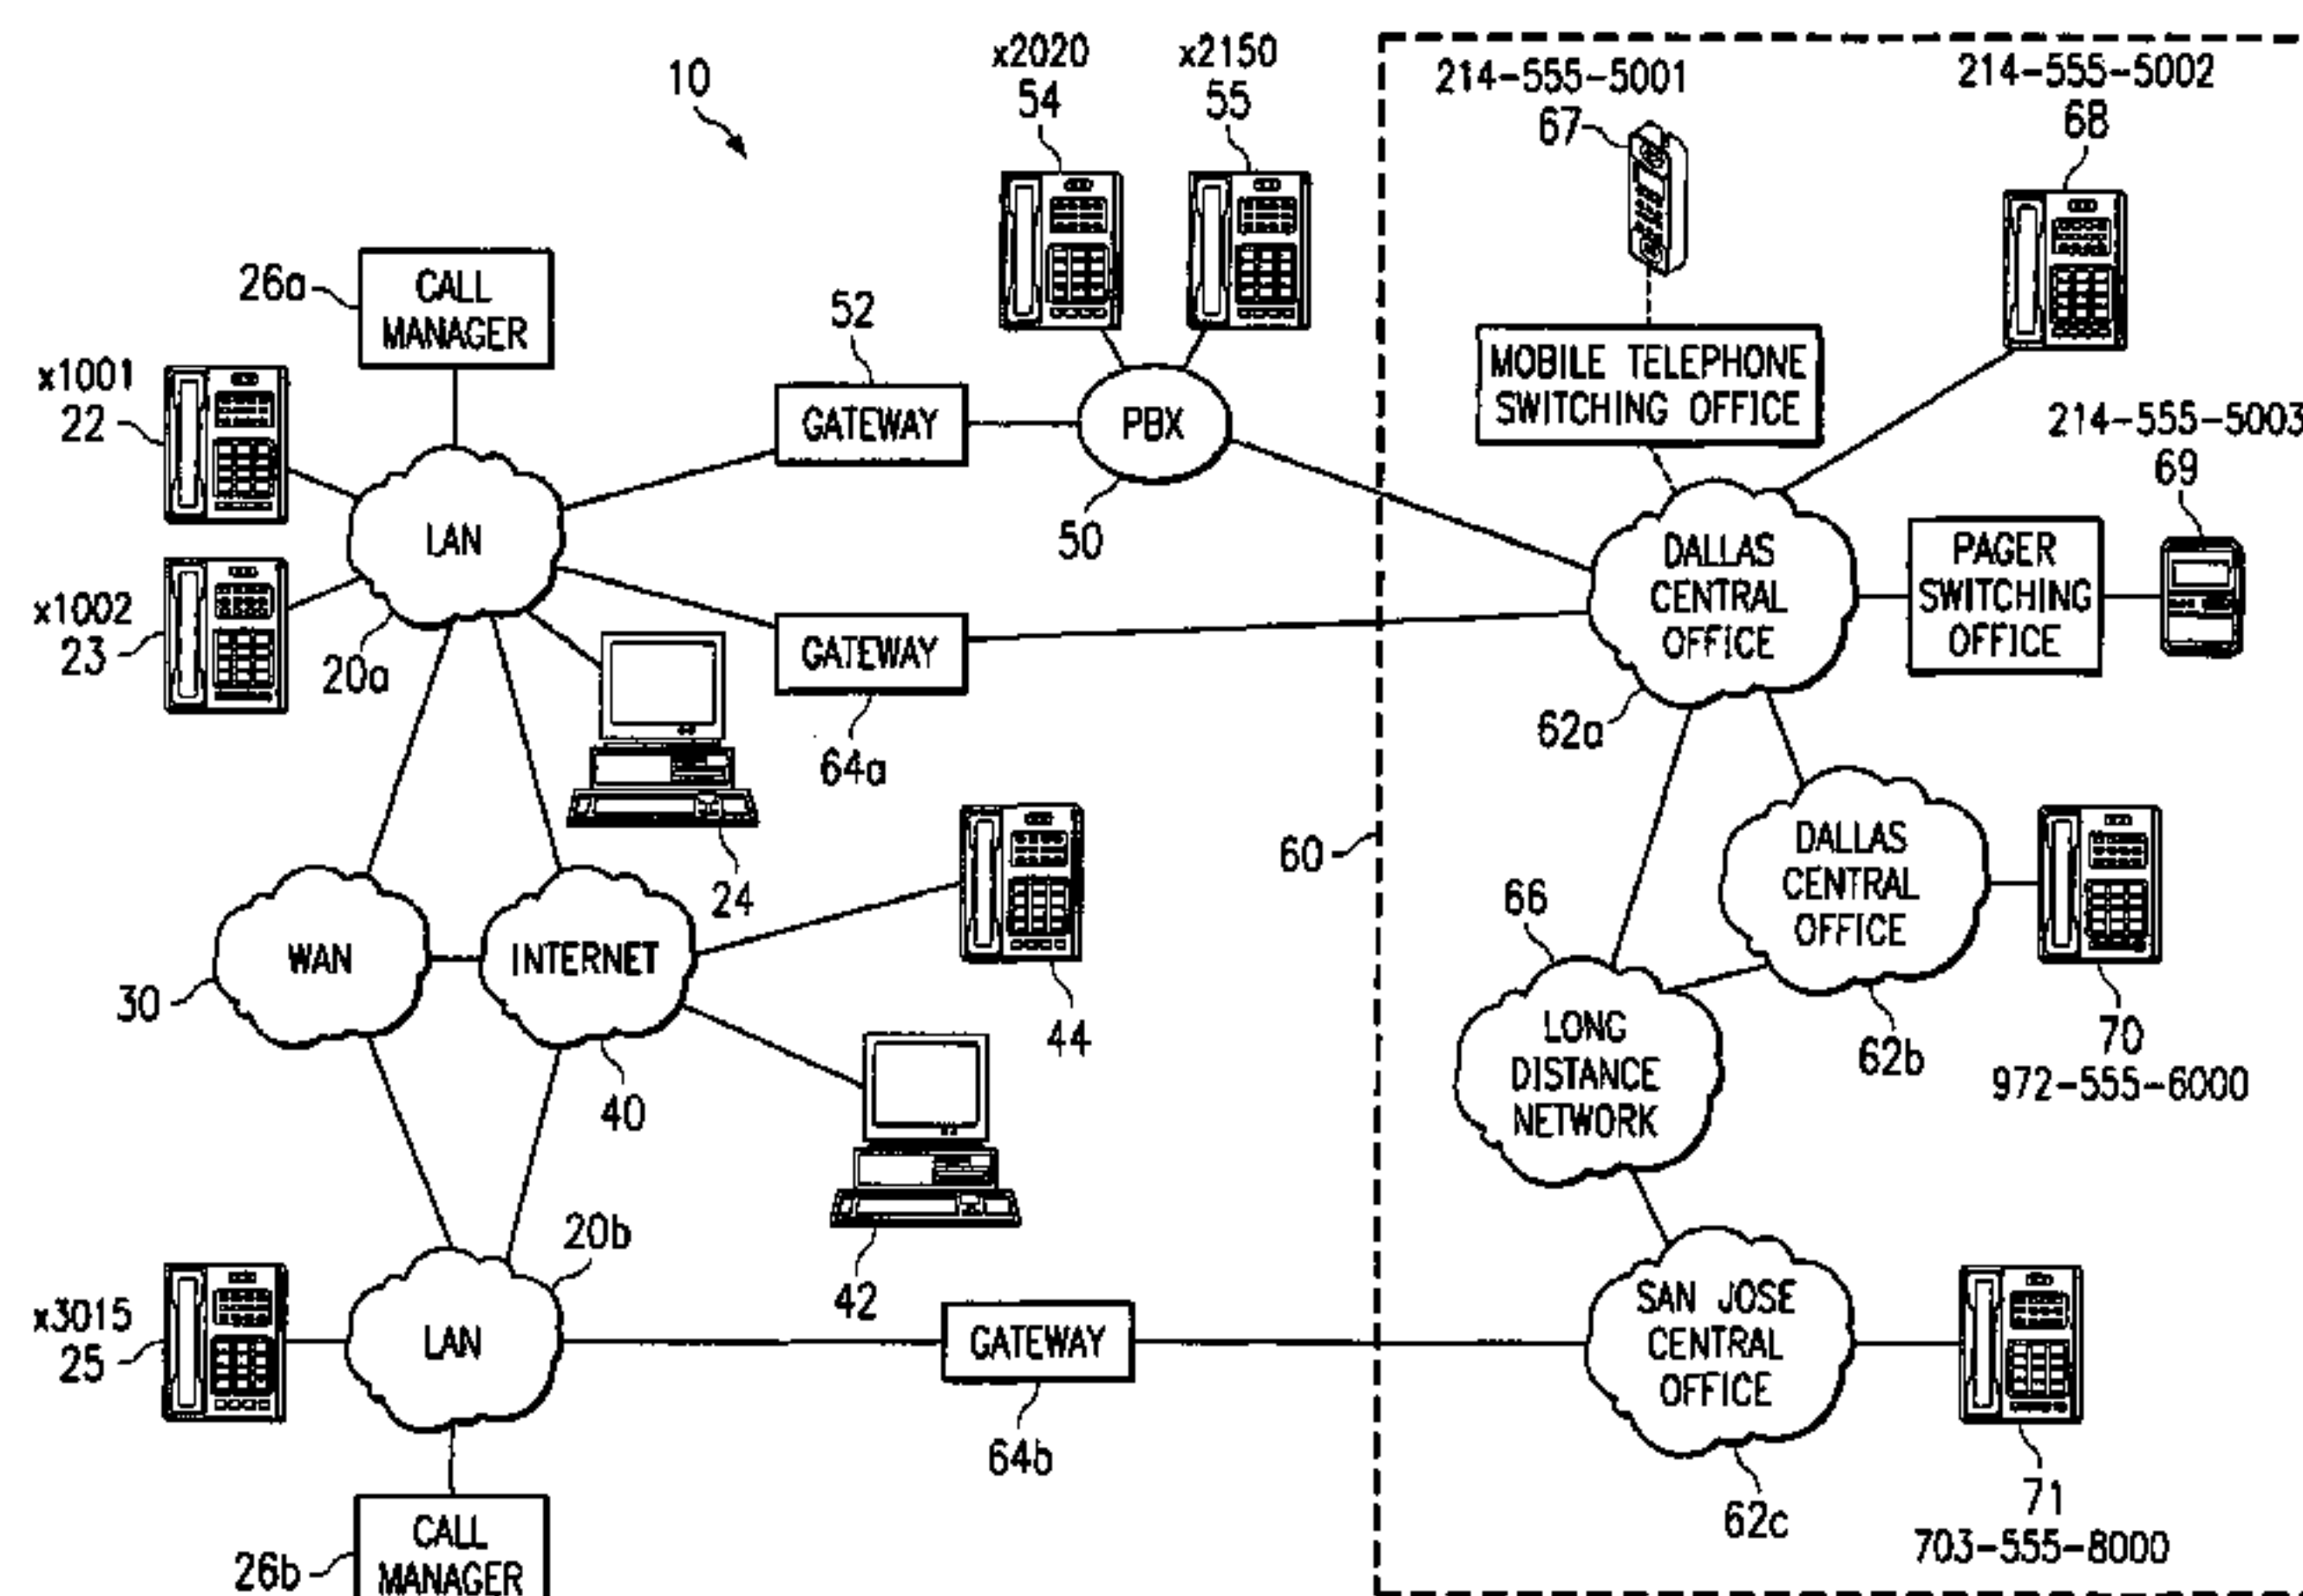 10
x2020
54
x2150
55
214-555-5001
67
214-555-5002
68
26a
CALL
MANAGER
52
GATEWAY
PBX
50
MOBILE TELEPHONE
SWITCHING OFFICE
x1001
22
214-555-5003
69
LAN
20a
x1002
23
GATEWAY
64a
DALLAS
CENTRAL
OFFICE
62a
PAGER
SWITCHING
OFFICE
24
60
66
DALLAS
CENTRAL
OFFICE
62b
70
972-555-6000
WAN
30
INTERNET
40
44
42
LONG
DISTANCE
NETWORK
20b
x3015
25
LAN
GATEWAY
64b
SAN JOSE
CENTRAL
OFFICE
62c
71
703-555-8000
26b
CALL
MANAGER